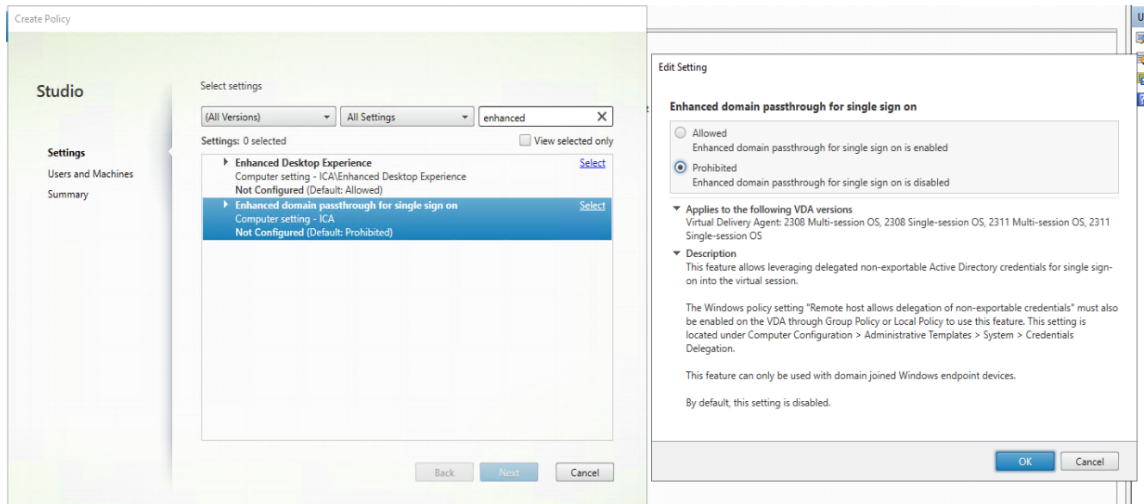 Create Policy
Studio
Settings
Users and Machines
Summary
Select settings
(All Versions)
All Settings
enhanced
Settings: 0 selected
View selected only
Enhanced Desktop Experience
Select
Computer setting - ICA\Enhanced Desktop Experience
Not Configured (Default: Allowed)
Enhanced domain passthrough for single sign on
Select
Computer setting - ICA
Not Configured (Default: Prohibited)
Back
Next
Cancel
Edit Setting
Enhanced domain passthrough for single sign on
Allowed
Enhanced domain passthrough for single sign on is enabled
Prohibited
Enhanced domain passthrough for single sign on is disabled
Applies to the following VDA versions
Virtual Delivery Agent: 2308 Multi-session OS, 2308 Single-session OS, 2311 Multi-session OS, 2311
Single-session OS
Description
This feature allows leveraging delegated non-exportable Active Directory credentials for single sign-
on into the virtual session.
The Windows policy setting "Remote host allows delegation of non-exportable credentials" must also
be enabled on the VDA through Group Policy or Local Policy to use this feature. This setting is
located under Computer Configuration > Administrative Templates > System > Credentials
Delegation.
This feature can only be used with domain joined Windows endpoint devices.
By default, this setting is disabled.
OK
Cancel